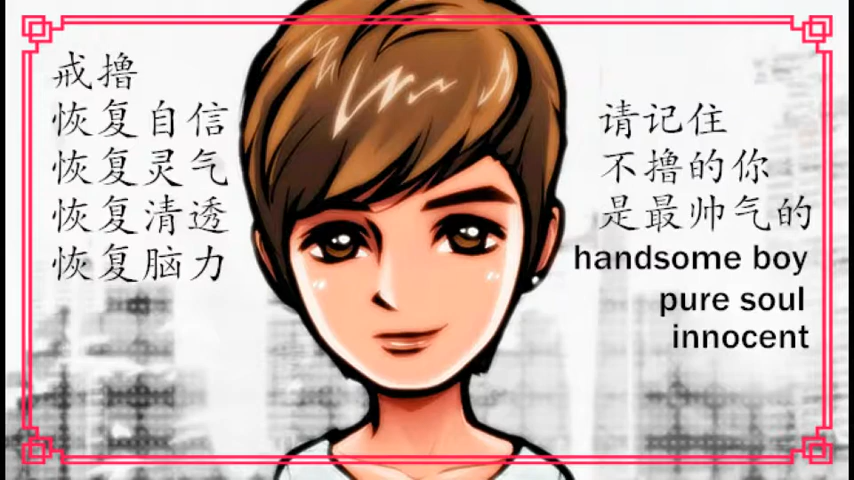 戒撸
恢复自信
恢复灵气
恢复清透
恢复脑力
请记住
不撸的你
是最帅气的
handsome boy
pure soul
innocent